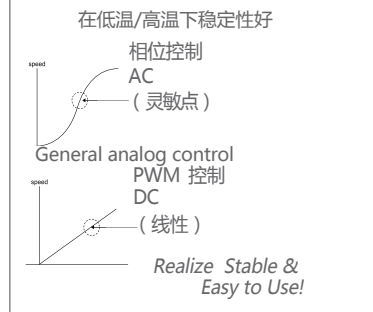 在低温/高温下稳定性好
相位控制
speed
AC
(灵敏点)
General analog control
PWM 控制
speed
DC
(线性)
Realize Stable &
Easy to Use!